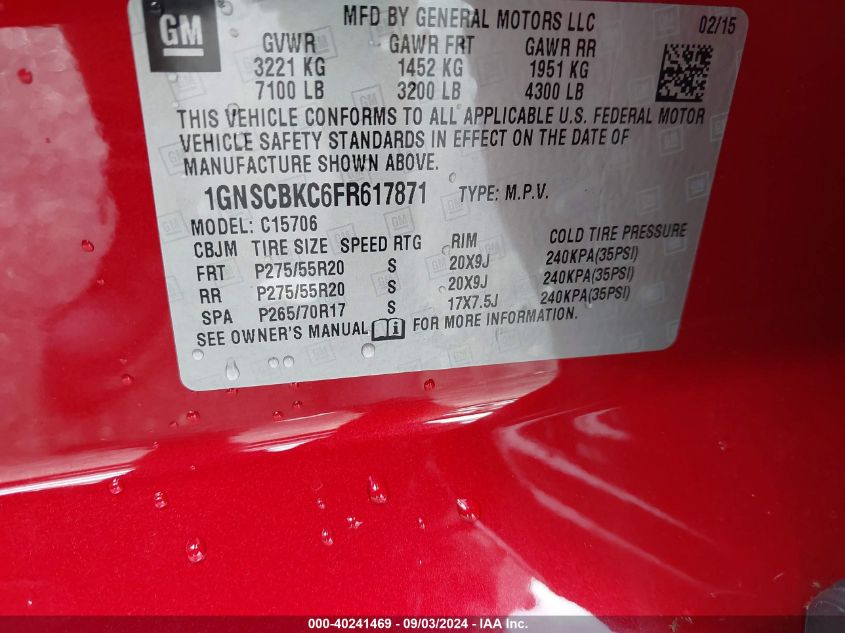 GM
MFD BY GENERAL MOTORS LLC 02/15
GVWR GAWR FRT GAWR RR
3221 KG 1452 KG 1951 KG
7100 LB 3200 LB 4300 LB
THIS VEHICLE CONFORMS TO ALL APPLICABLE U.S. FEDERAL MOTOR
VEHICLE SAFETY STANDARDS IN EFFECT ON THE DATE OF
MANUFACTURE SHOWN ABOVE.
1GNSCBKC6FR617871 TYPE: M.P.V.
MODEL: C15706
CBJM TIRE SIZE SPEED RTG RIM COLD TIRE PRESSURE
FRT P275/55R20 S 20X9J 240KPA(35PSI)
RR P275/55R20 S 20X9J 240KPA(35PSI)
SPA P265/70R17 S 17X7.5J 240KPA(35PSI)
SEE OWNER'S MANUAL FOR MORE INFORMATION.
000-40241469 - 09/03/2024 - IAA Inc.